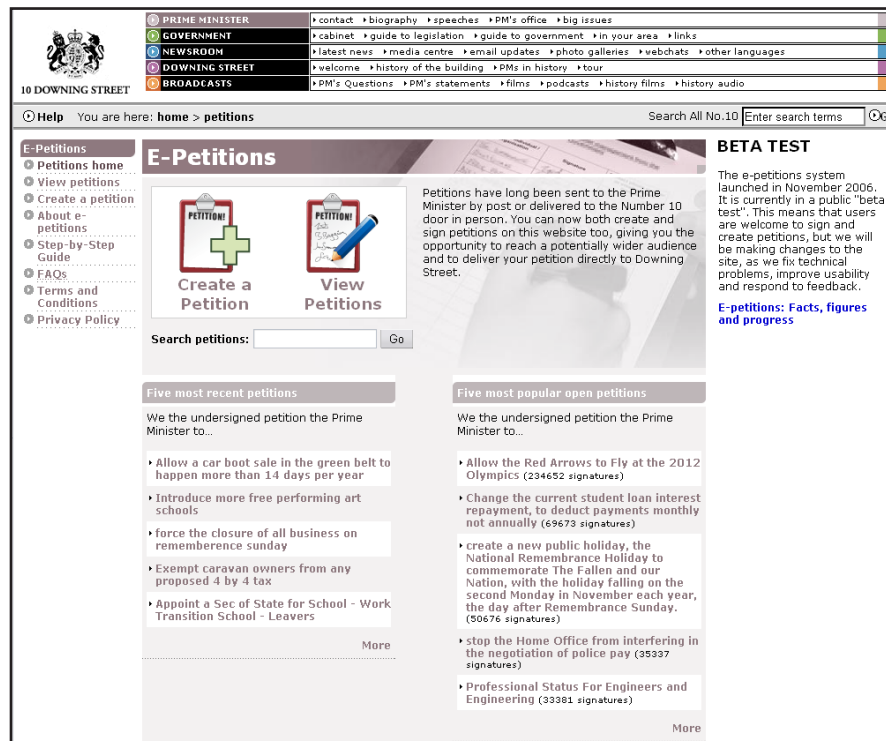 PRIME MINISTER
contact biography speeches PM's office big issues
GOVERNMENT
cabinet guide to legislation guide to government in your area links
NEWSROOM
latest news media centre email updates photo galleries webchats other languages
DOWNING STREET
welcome history of the building PMs in history tour
BROADCASTS
PM's Questions PM's statements films podcasts history films history audio
10 DOWNING STREET
Help You are here: home > petitions
Search All No.10 Enter search terms
E-Petitions
Petitions home
View petitions
Create a petition
About e-
petitions
Step-by-Step
Guide
FAQs
Terms and
Conditions
Privacy Policy
E-Petitions
PETITION!
Create a
Petition
PETITION!
View
Petitions
Search petitions:
Go
Petitions have long been sent to the Prime
Minister by post or delivered to the Number 10
door in person. You can now both create and
sign petitions on this website too, giving you the
opportunity to reach a potentially wider audience
and to deliver your petition directly to Downing
Street.
Five most recent petitions
We the undersigned petition the Prime
Minister to...
Allow a car boot sale in the green belt to
happen more than 14 days per year
Introduce more free performing art
schools
force the closure of all business on
rememberence sunday
Exempt caravan owners from any
proposed 4 by 4 tax
Appoint a Sec of State for School - Work
Transition School - Leavers
More
Five most popular open petitions
We the undersigned petition the Prime
Minister to...
Allow the Red Arrows to Fly at the 2012
Olympics (234652 signatures)
Change the current student loan interest
repayment, to deduct payments monthly
not annually (69673 signatures)
create a new public holiday, the
National Remembrance Holiday to
commemorate The Fallen and our
Nation, with the holiday falling on the
second Monday in November each year,
the day after Remembrance Sunday.
(50676 signatures)
stop the Home Office from interfering in
the negotiation of police pay (35337
signatures)
Professional Status For Engineers and
Engineering (33381 signatures)
More
BETA TEST
The e-petitions system
launched in November 2006.
It is currently in a public "beta
test". This means that users
are welcome to sign and
create petitions, but we will
be making changes to the
site, as we fix technical
problems, improve usability
and respond to feedback.
E-petitions: Facts, figures
and progress